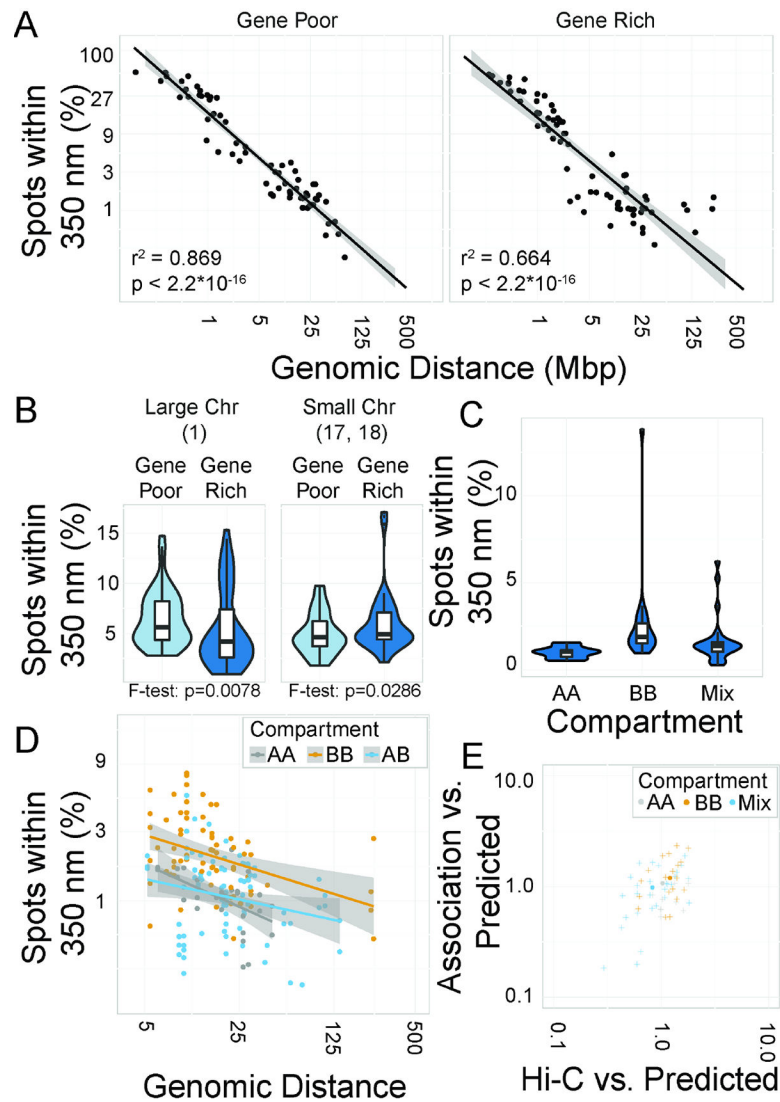 A
Gene Poor
Gene Rich
Spots within
350 nm (%)
100
27
9
3
1
r² = 0.869
p < 2.2*10⁻¹⁶
r² = 0.664
p < 2.2*10⁻¹⁶
1
5
25
125
500
1
5
25
125
500
Genomic Distance (Mbp)
B
Large Chr
(1)
Small Chr
(17, 18)
Gene
Poor
Gene
Rich
Gene
Poor
Gene
Rich
Spots within
350 nm (%)
15
10
5
F-test: p=0.0078
F-test: p=0.0286
C
Spots within
350 nm (%)
10
5
0
AA
BB
Mix
Compartment
D
Compartment
AA
BB
AB
Spots within
350 nm (%)
9
3
1
5
25
125
500
Genomic Distance
E
Compartment
AA
BB
Mix
Association vs.
Predicted
10.0
1.0
0.1
0.1
1.0
10.0
Hi-C vs. Predicted